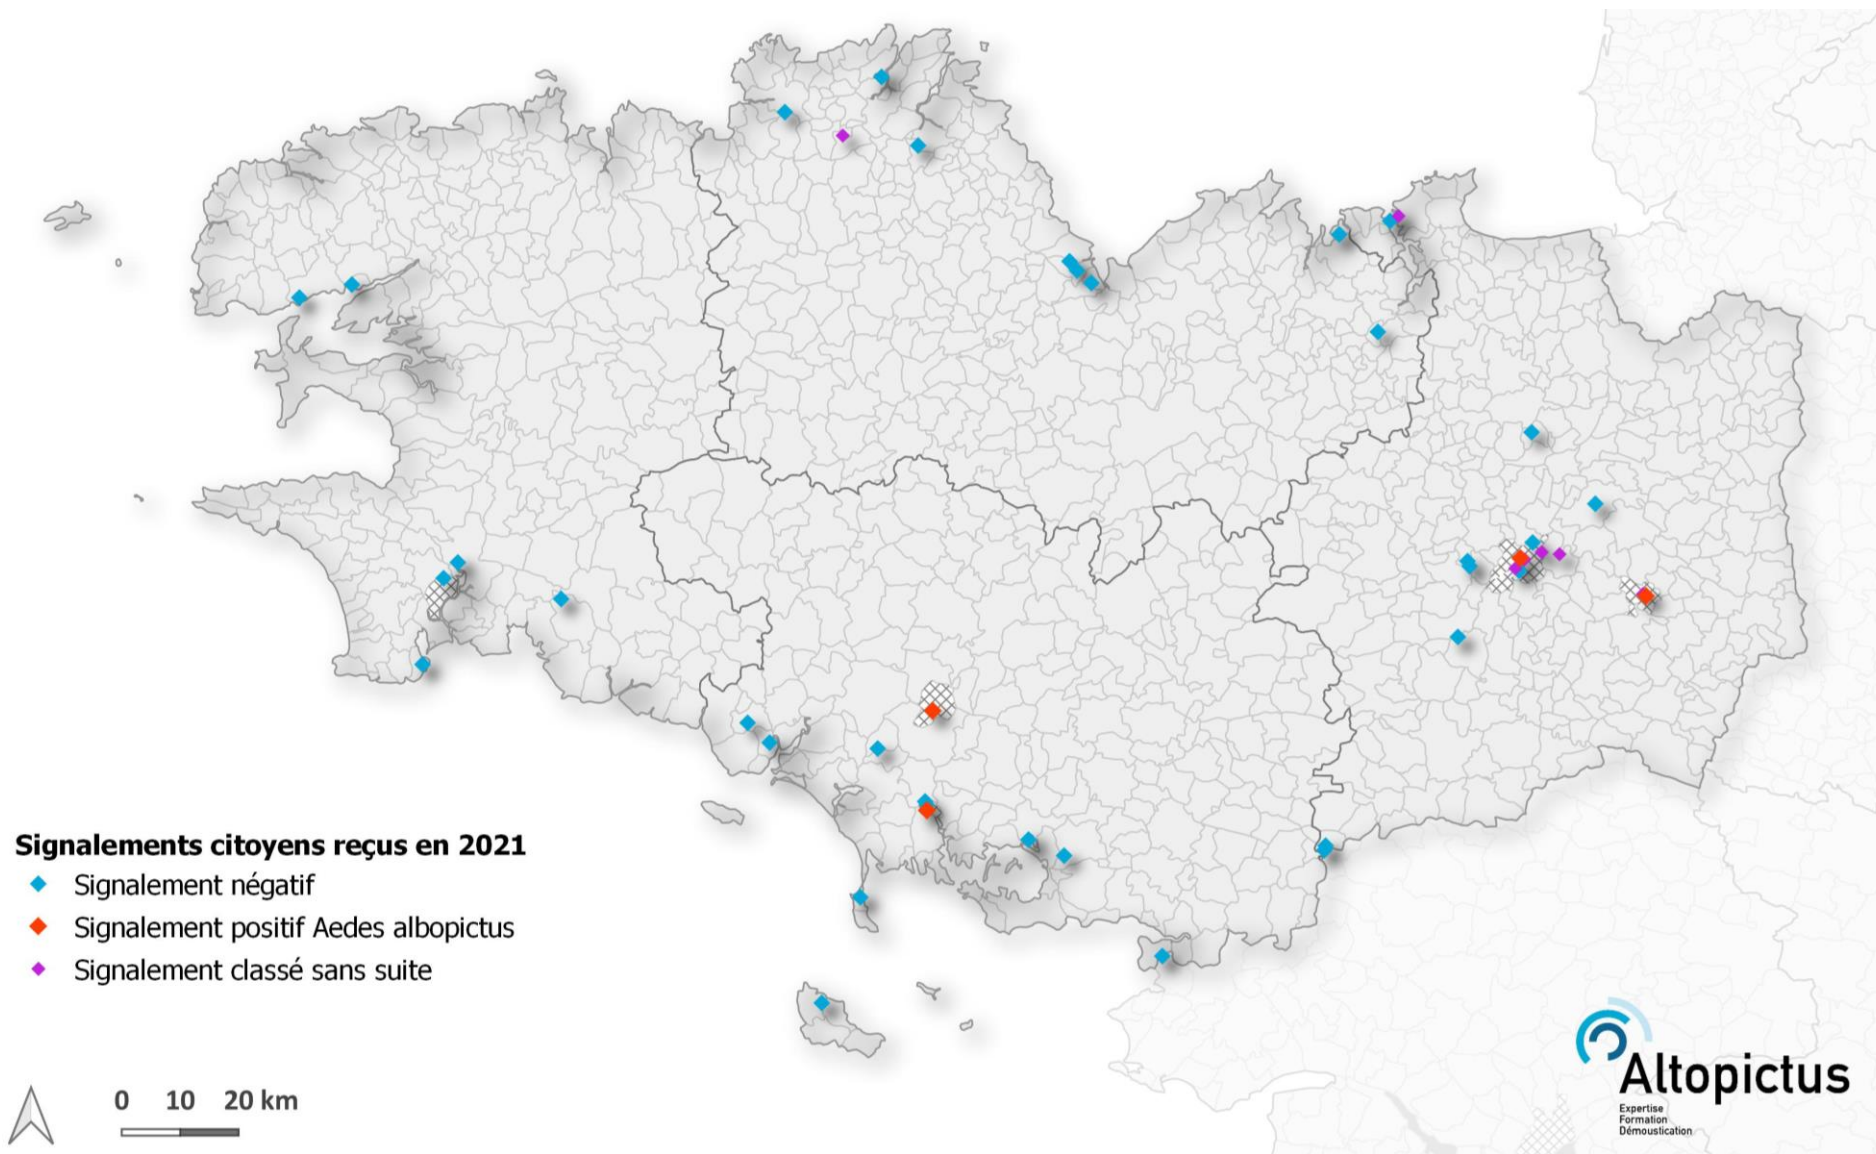 Signalements citoyens reçus en 2021
Signalement négatif
Signalement positif Aedes albopictus
Signalement classé sans suite
0 10 20 km
Altopictus
Expertise
Formation
Démoustication